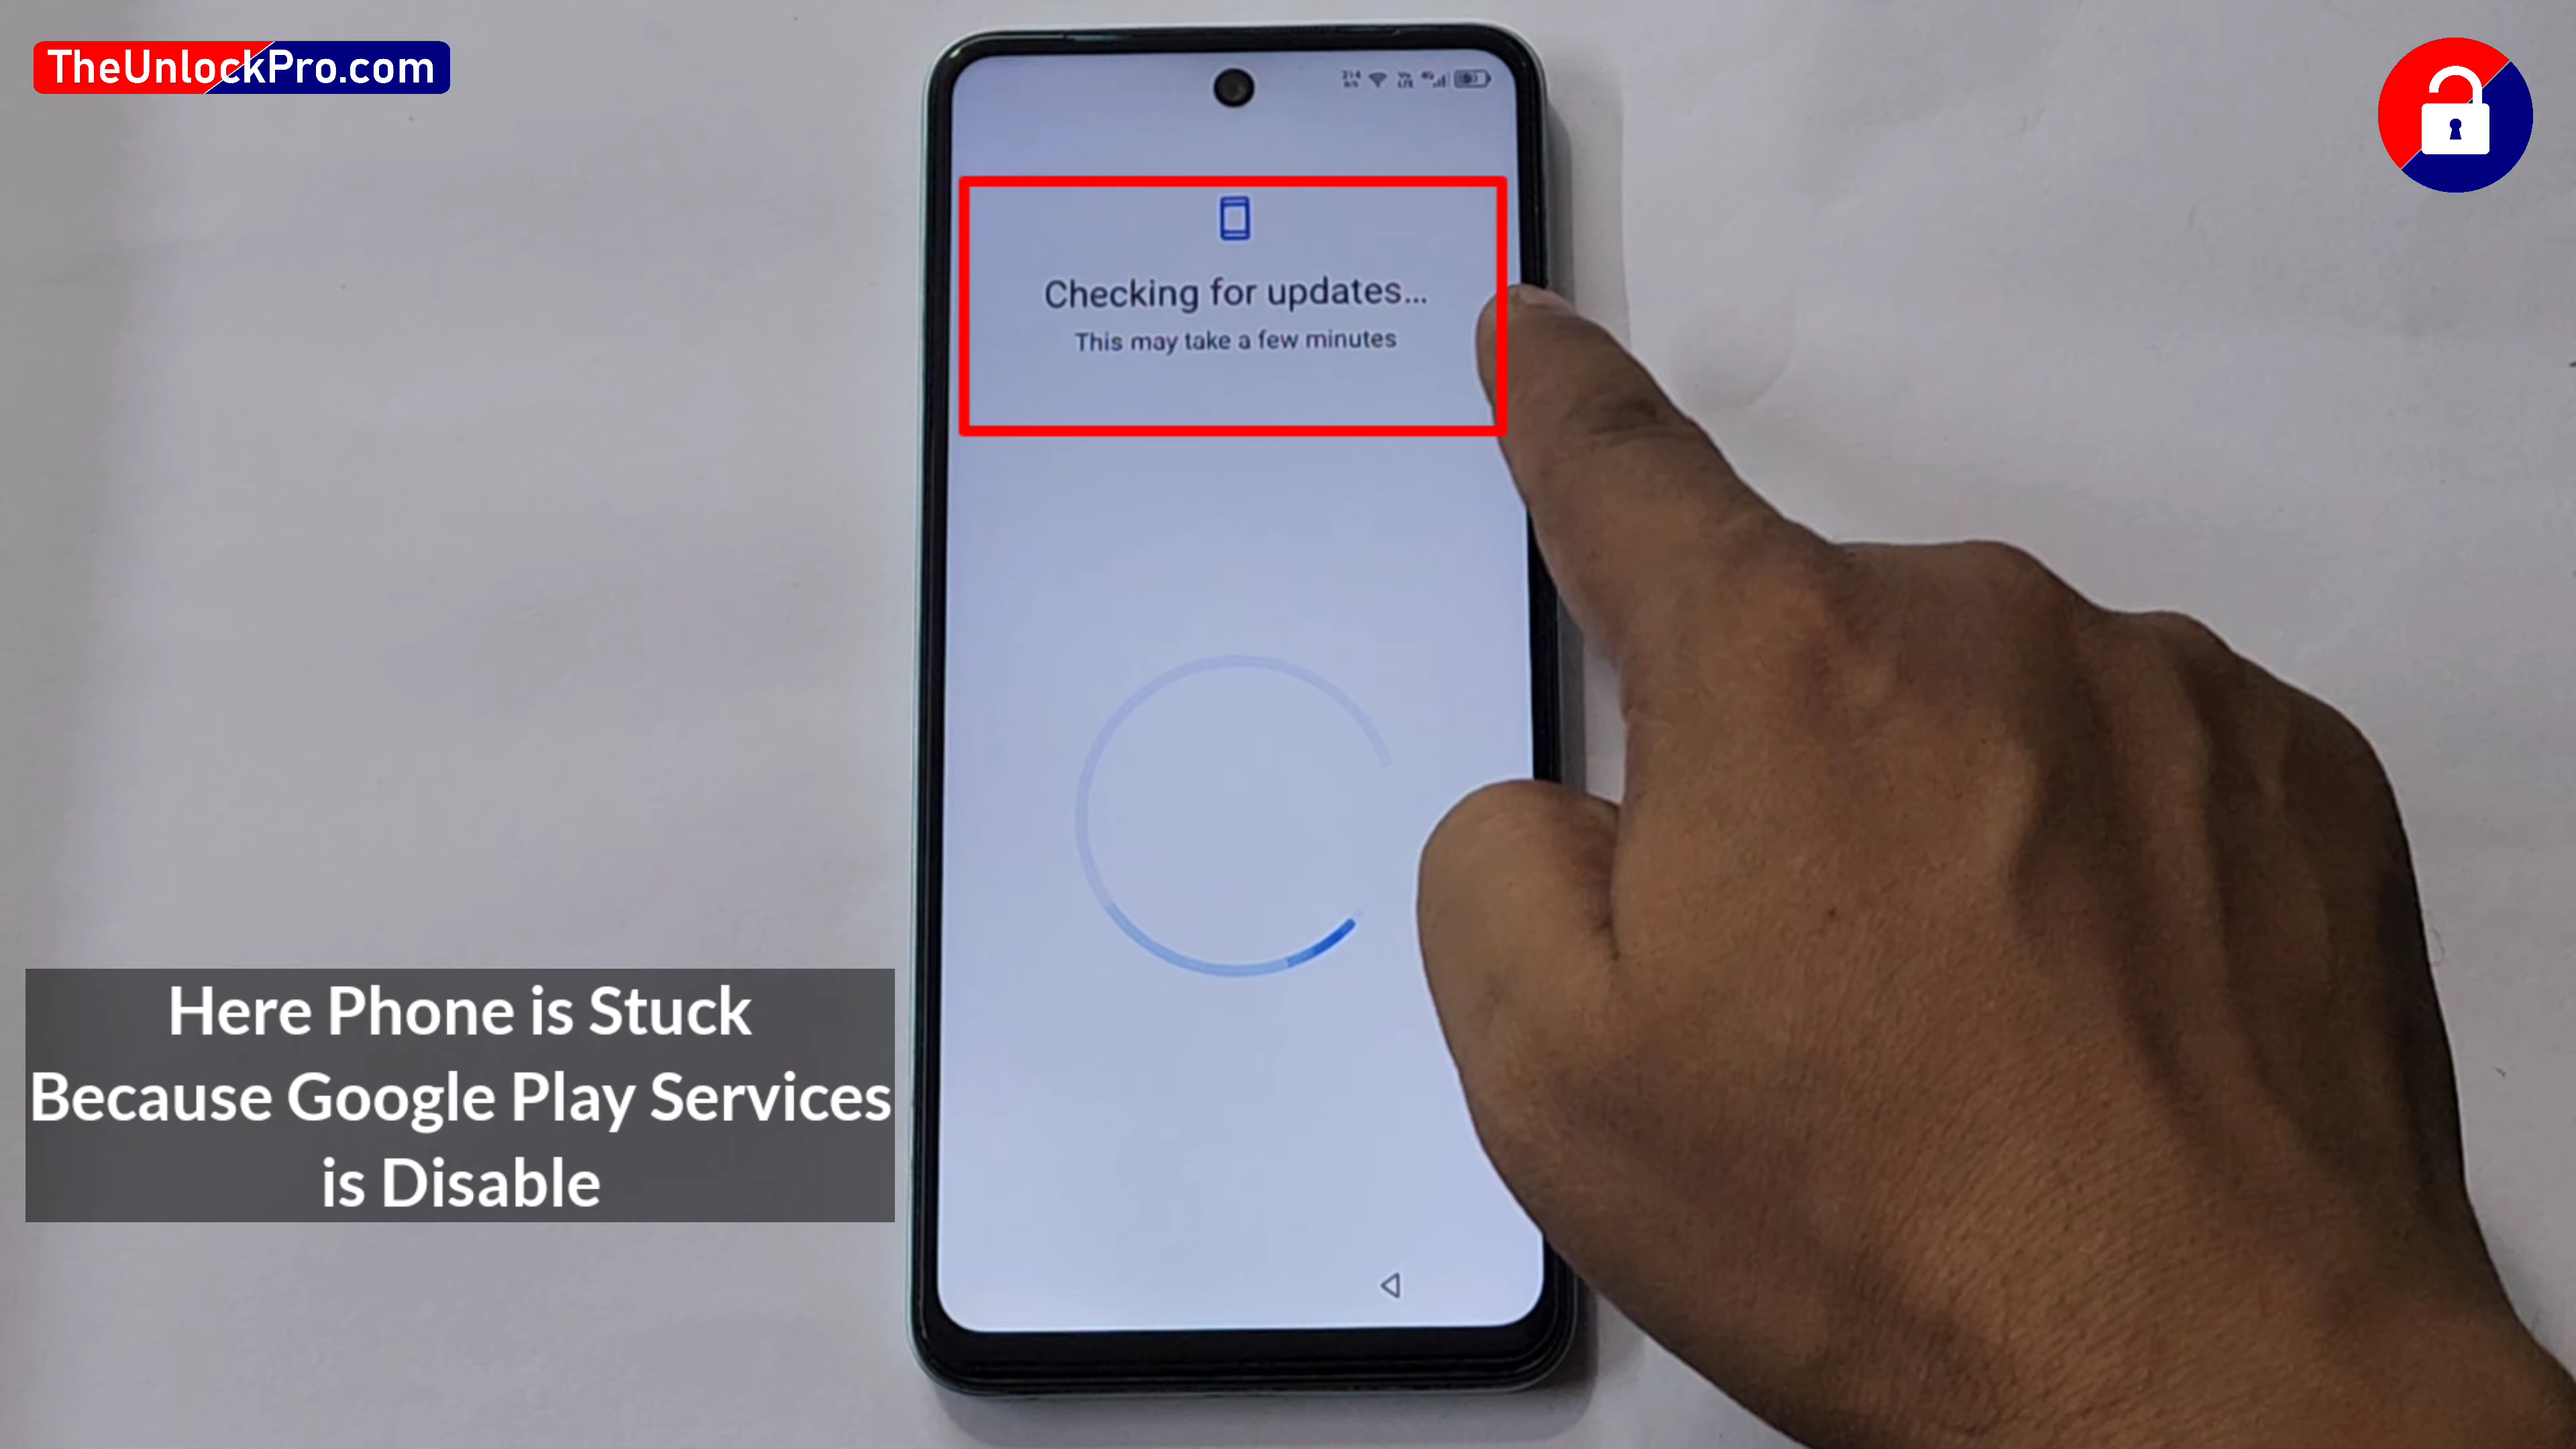 TheUnlockPro.com
Checking for updates...
This may take a few minutes
Here Phone is Stuck
Because Google Play Services
is Disable